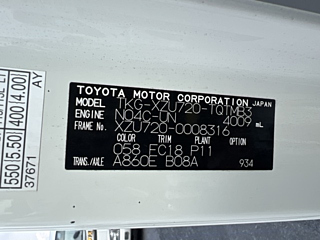 TOYOTA MOTOR CORPORATION JAPAN
MODEL TKG-XZU720-TQTMB3
ENGINE N04C-UN 4009 mL
FRAME No. XZU720-0008316
COLOR TRIM PLANT OPTION
058 FC18 P11
TRANS./AXLE A860E B08A 934
550 5.50 400 4.00
37671 AY